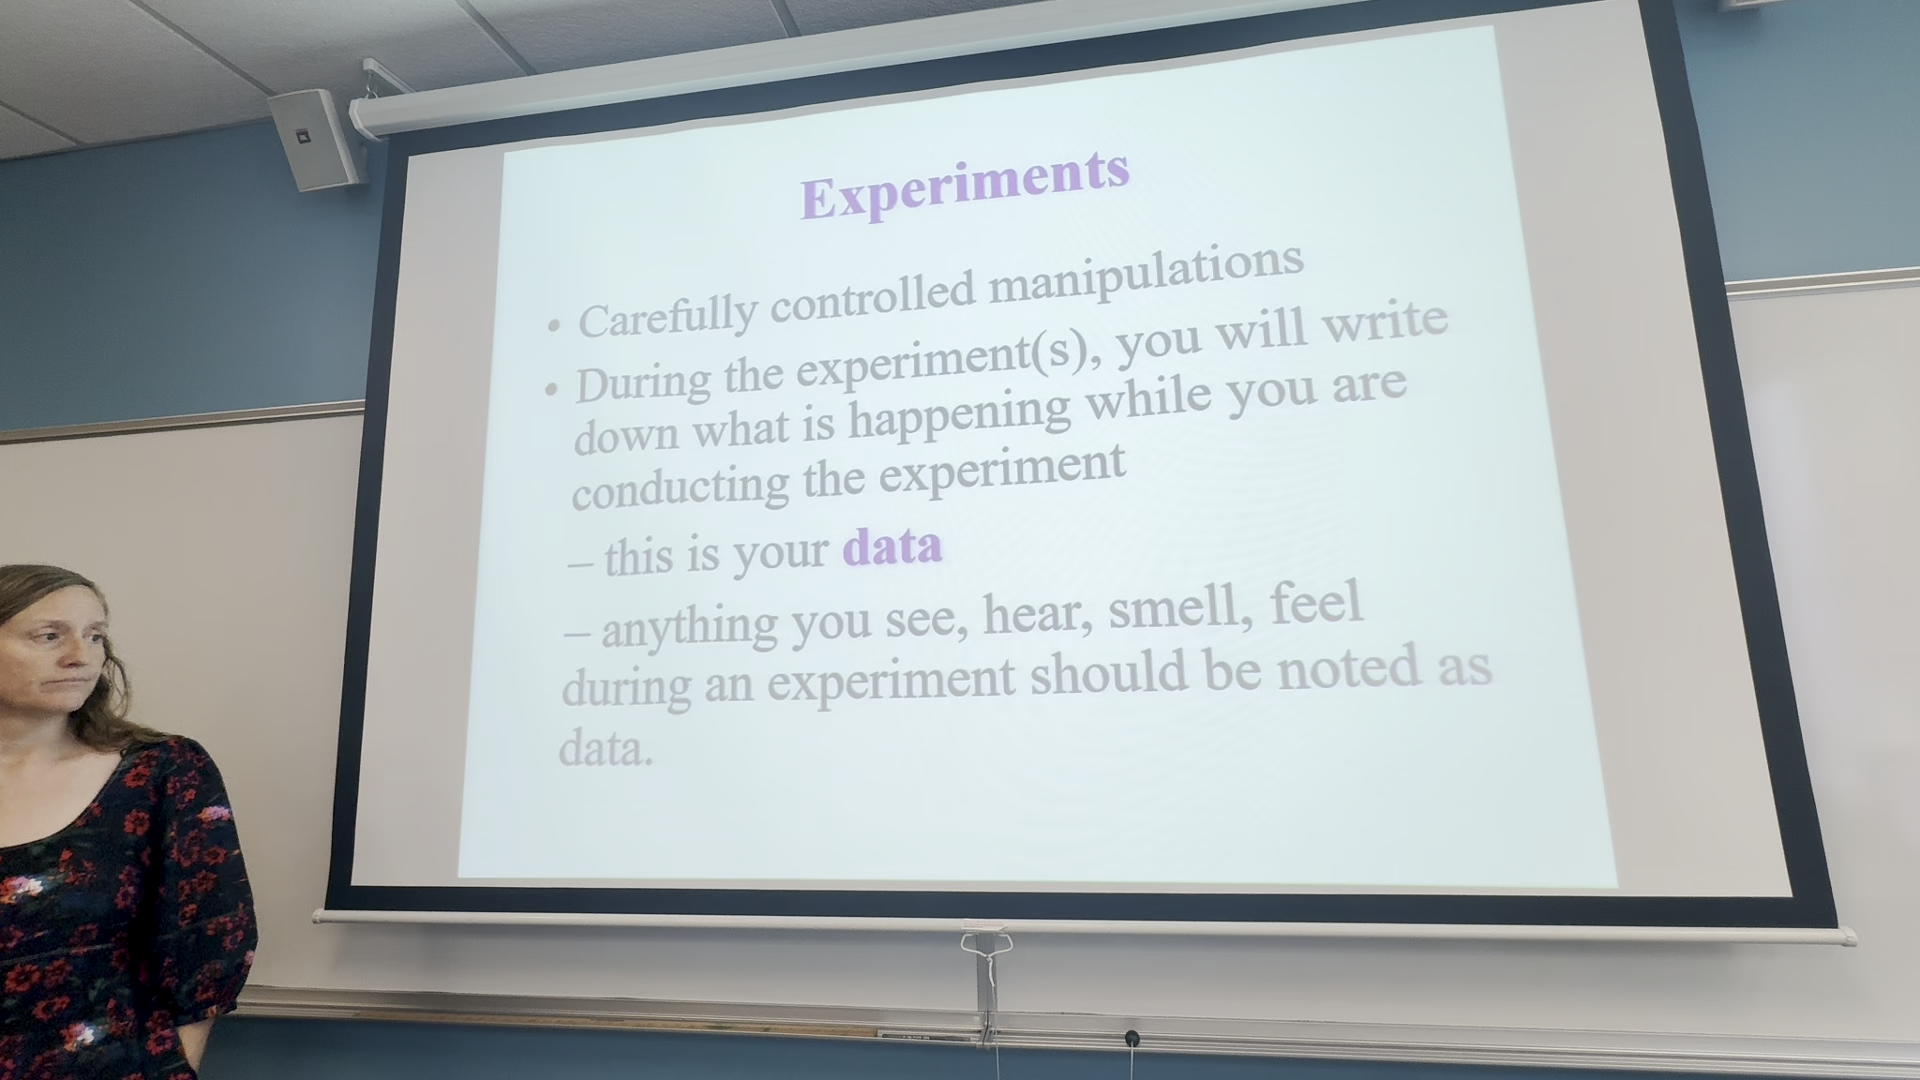 Experiments
• Carefully controlled manipulations
• During the experiment(s), you will write
down what is happening while you are
conducting the experiment
– this is your data
– anything you see, hear, smell, feel
during an experiment should be noted as
data.